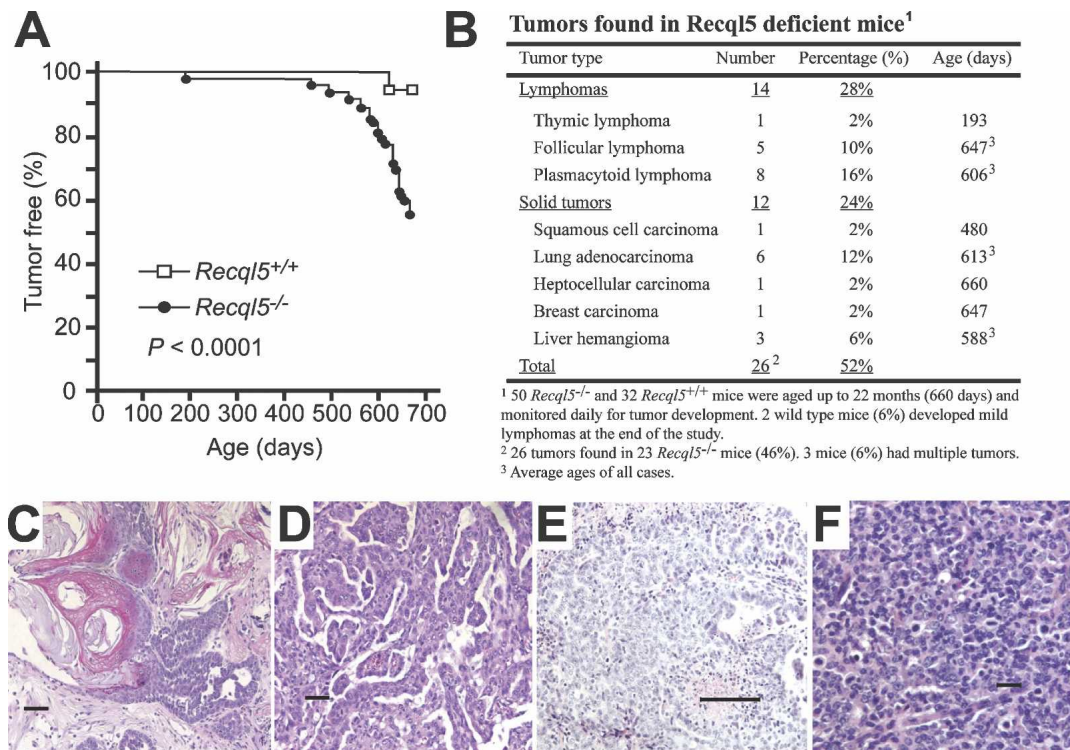 A
Tumor free (%)
100
80
60
40
20
0
0 100 200 300 400 500 600 700
Age (days)
Recql5+/+
Recql5-/-
P < 0.0001
B
Tumors found in Recql5 deficient mice1
Tumor type Number Percentage (%) Age (days)
Lymphomas 14 28%
Thymic lymphoma 1 2% 193
Follicular lymphoma 5 10% 6473
Plasmacytoid lymphoma 8 16% 6063
Solid tumors 12 24%
Squamous cell carcinoma 1 2% 480
Lung adenocarcinoma 6 12% 6133
Heptocellular carcinoma 1 2% 660
Breast carcinoma 1 2% 647
Liver hemangioma 3 6% 5883
Total 262 52%
1 50 Recql5-/- and 32 Recql5+/+ mice were aged up to 22 months (660 days) and
monitored daily for tumor development. 2 wild type mice (6%) developed mild
lymphomas at the end of the study.
2 26 tumors found in 23 Recql5-/- mice (46%). 3 mice (6%) had multiple tumors.
3 Average ages of all cases.
C
D
E
F